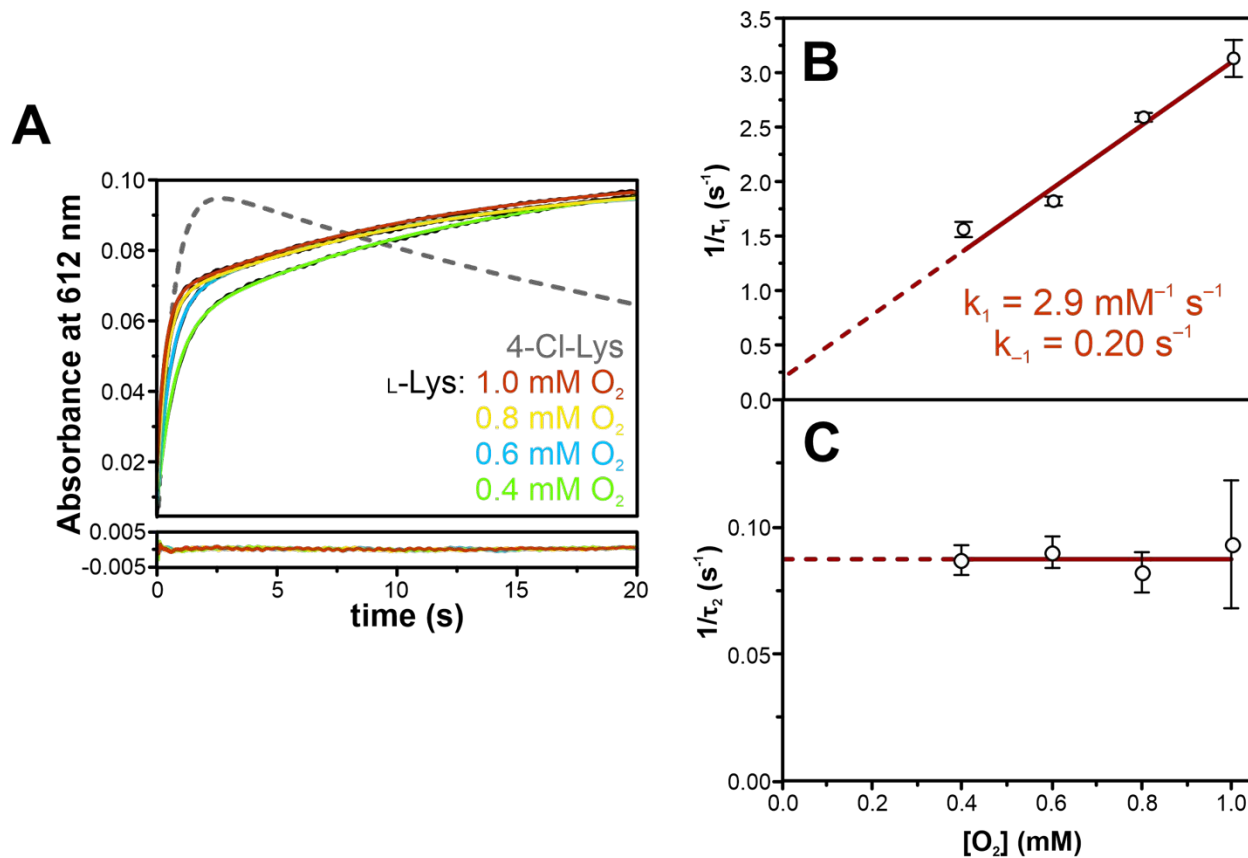 A
Absorbance at 612 nm
0.10
0.08
0.06
0.04
0.02
0.005
-0.005
4-Cl-Lys
L-Lys: 1.0 mM O₂
0.8 mM O₂
0.6 mM O₂
0.4 mM O₂
0 5 10 15 20
time (s)
B
1/τ₁ (s⁻¹)
3.5
3.0
2.5
2.0
1.5
1.0
0.5
0.0
k₁ = 2.9 mM⁻¹ s⁻¹
k₋₁ = 0.20 s⁻¹
C
1/τ₂ (s⁻¹)
0.10
0.05
0.00
0.0 0.2 0.4 0.6 0.8 1.0
[O₂] (mM)